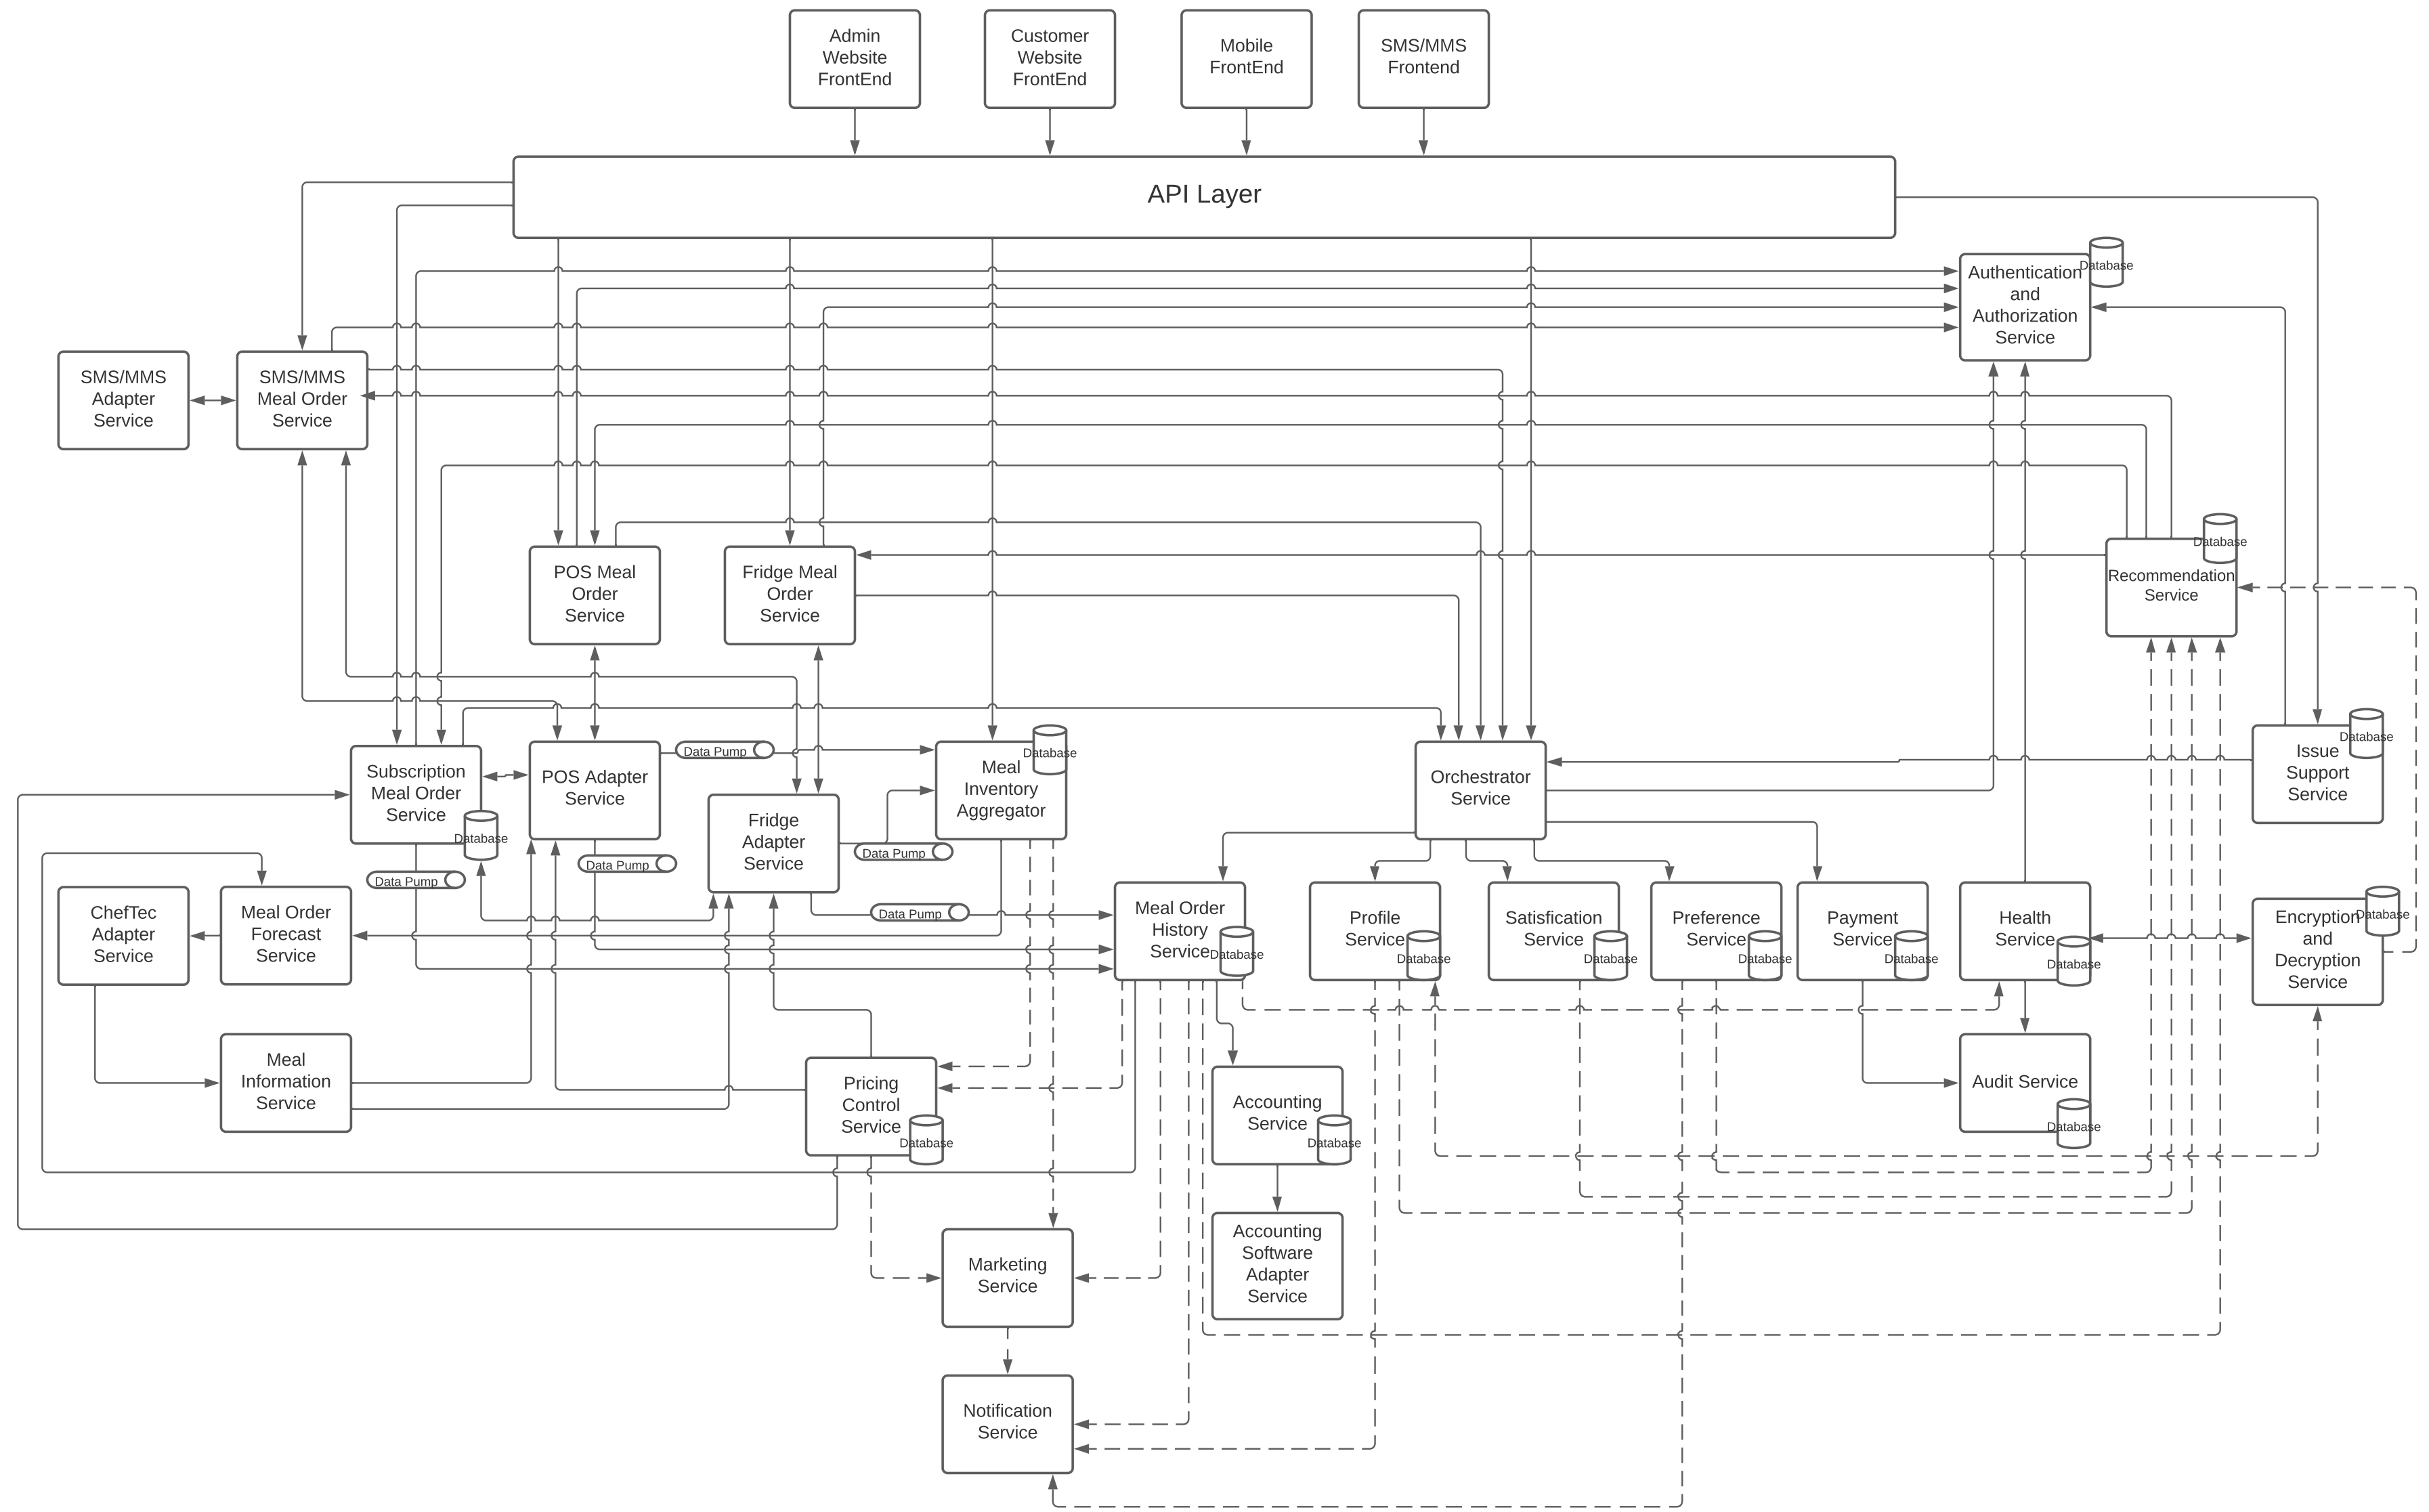 Admin
Website
FrontEnd
Customer
Website
FrontEnd
Mobile
FrontEnd
SMS/MMS
Frontend
API Layer
Authentication
and
Authorization
Service
Database
SMS/MMS
Adapter
Service
SMS/MMS
Meal Order
Service
POS Meal
Order
Service
Fridge Meal
Order
Service
Recommendation
Service
Database
Subscription
Meal Order
Service
Database
POS Adapter
Service
Data Pump
Fridge
Adapter
Service
Meal
Inventory
Aggregator
Database
Orchestrator
Service
Issue
Support
Service
Database
Data Pump
Data Pump
Data Pump
Data Pump
ChefTec
Adapter
Service
Meal Order
Forecast
Service
Meal Order
History
Service
Database
Profile
Service
Database
Satisfication
Service
Database
Preference
Service
Database
Payment
Service
Database
Health
Service
Database
Encryption
and
Decryption
Service
Database
Meal
Information
Service
Pricing
Control
Service
Database
Accounting
Service
Database
Audit Service
Database
Marketing
Service
Accounting
Software
Adapter
Service
Notification
Service